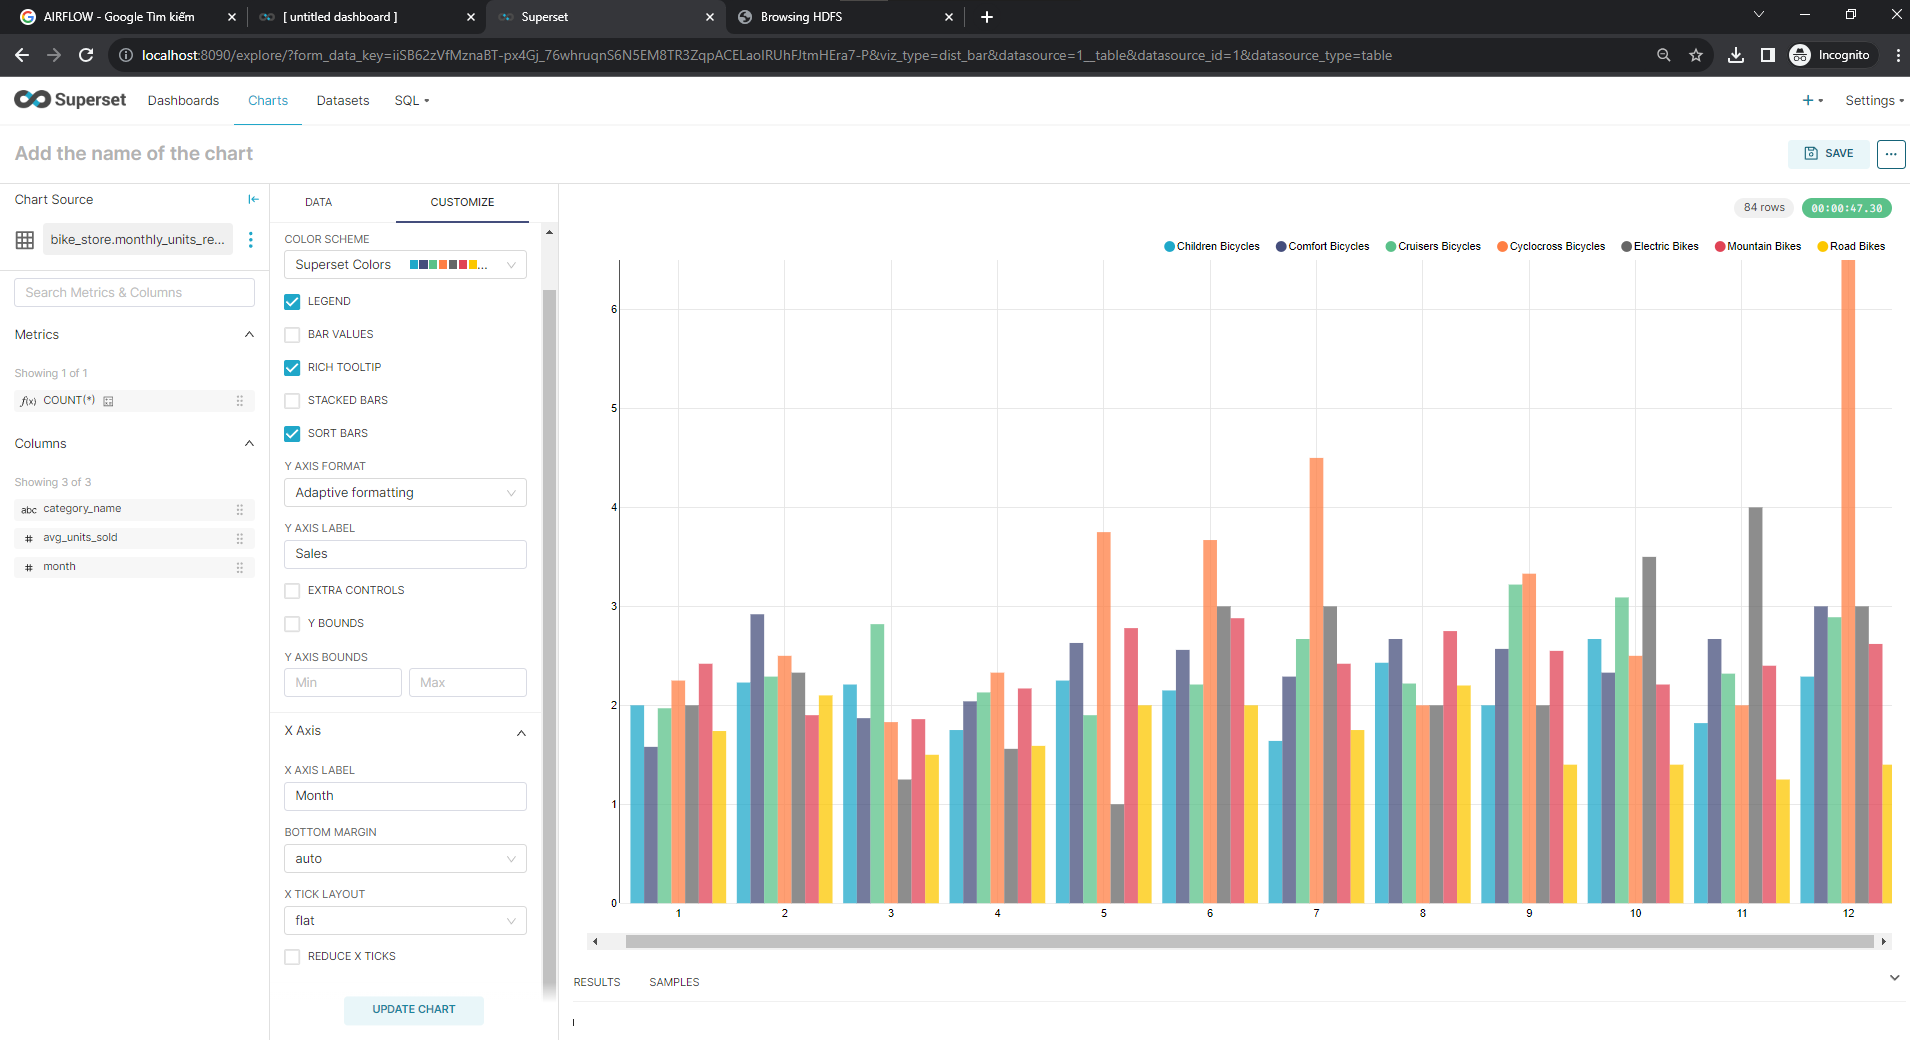 AIRFLOW - Google Tìm kiếm
[ untitled dashboard ]
Superset
Browsing HDFS
localhost:8090/explore/?form_data_key=iiSB62zVfMznaBT-px4Gj_76whruqnS6N5EM8TR3ZqpACELaoIRUhFJtmHEra7-P&viz_type=dist_bar&datasource=1__table&datasource_id=1&datasource_type=table
Incognito
Superset
Dashboards
Charts
Datasets
SQL
Settings
Add the name of the chart
SAVE
Chart Source
bike_store.monthly_units_re...
Search Metrics & Columns
Metrics
Showing 1 of 1
f(x) COUNT(*)
Columns
Showing 3 of 3
abc category_name
# avg_units_sold
# month
DATA
CUSTOMIZE
COLOR SCHEME
Superset Colors ...
LEGEND
BAR VALUES
RICH TOOLTIP
STACKED BARS
SORT BARS
Y AXIS FORMAT
Adaptive formatting
Y AXIS LABEL
Sales
EXTRA CONTROLS
Y BOUNDS
Y AXIS BOUNDS
Min
Max
X Axis
X AXIS LABEL
Month
BOTTOM MARGIN
auto
X TICK LAYOUT
flat
REDUCE X TICKS
UPDATE CHART
84 rows
00:00:47.30
Children Bicycles
Comfort Bicycles
Cruisers Bicycles
Cyclocross Bicycles
Electric Bikes
Mountain Bikes
Road Bikes
6
5
4
3
2
1
0
1 2 3 4 5 6 7 8 9 10 11 12
RESULTS
SAMPLES